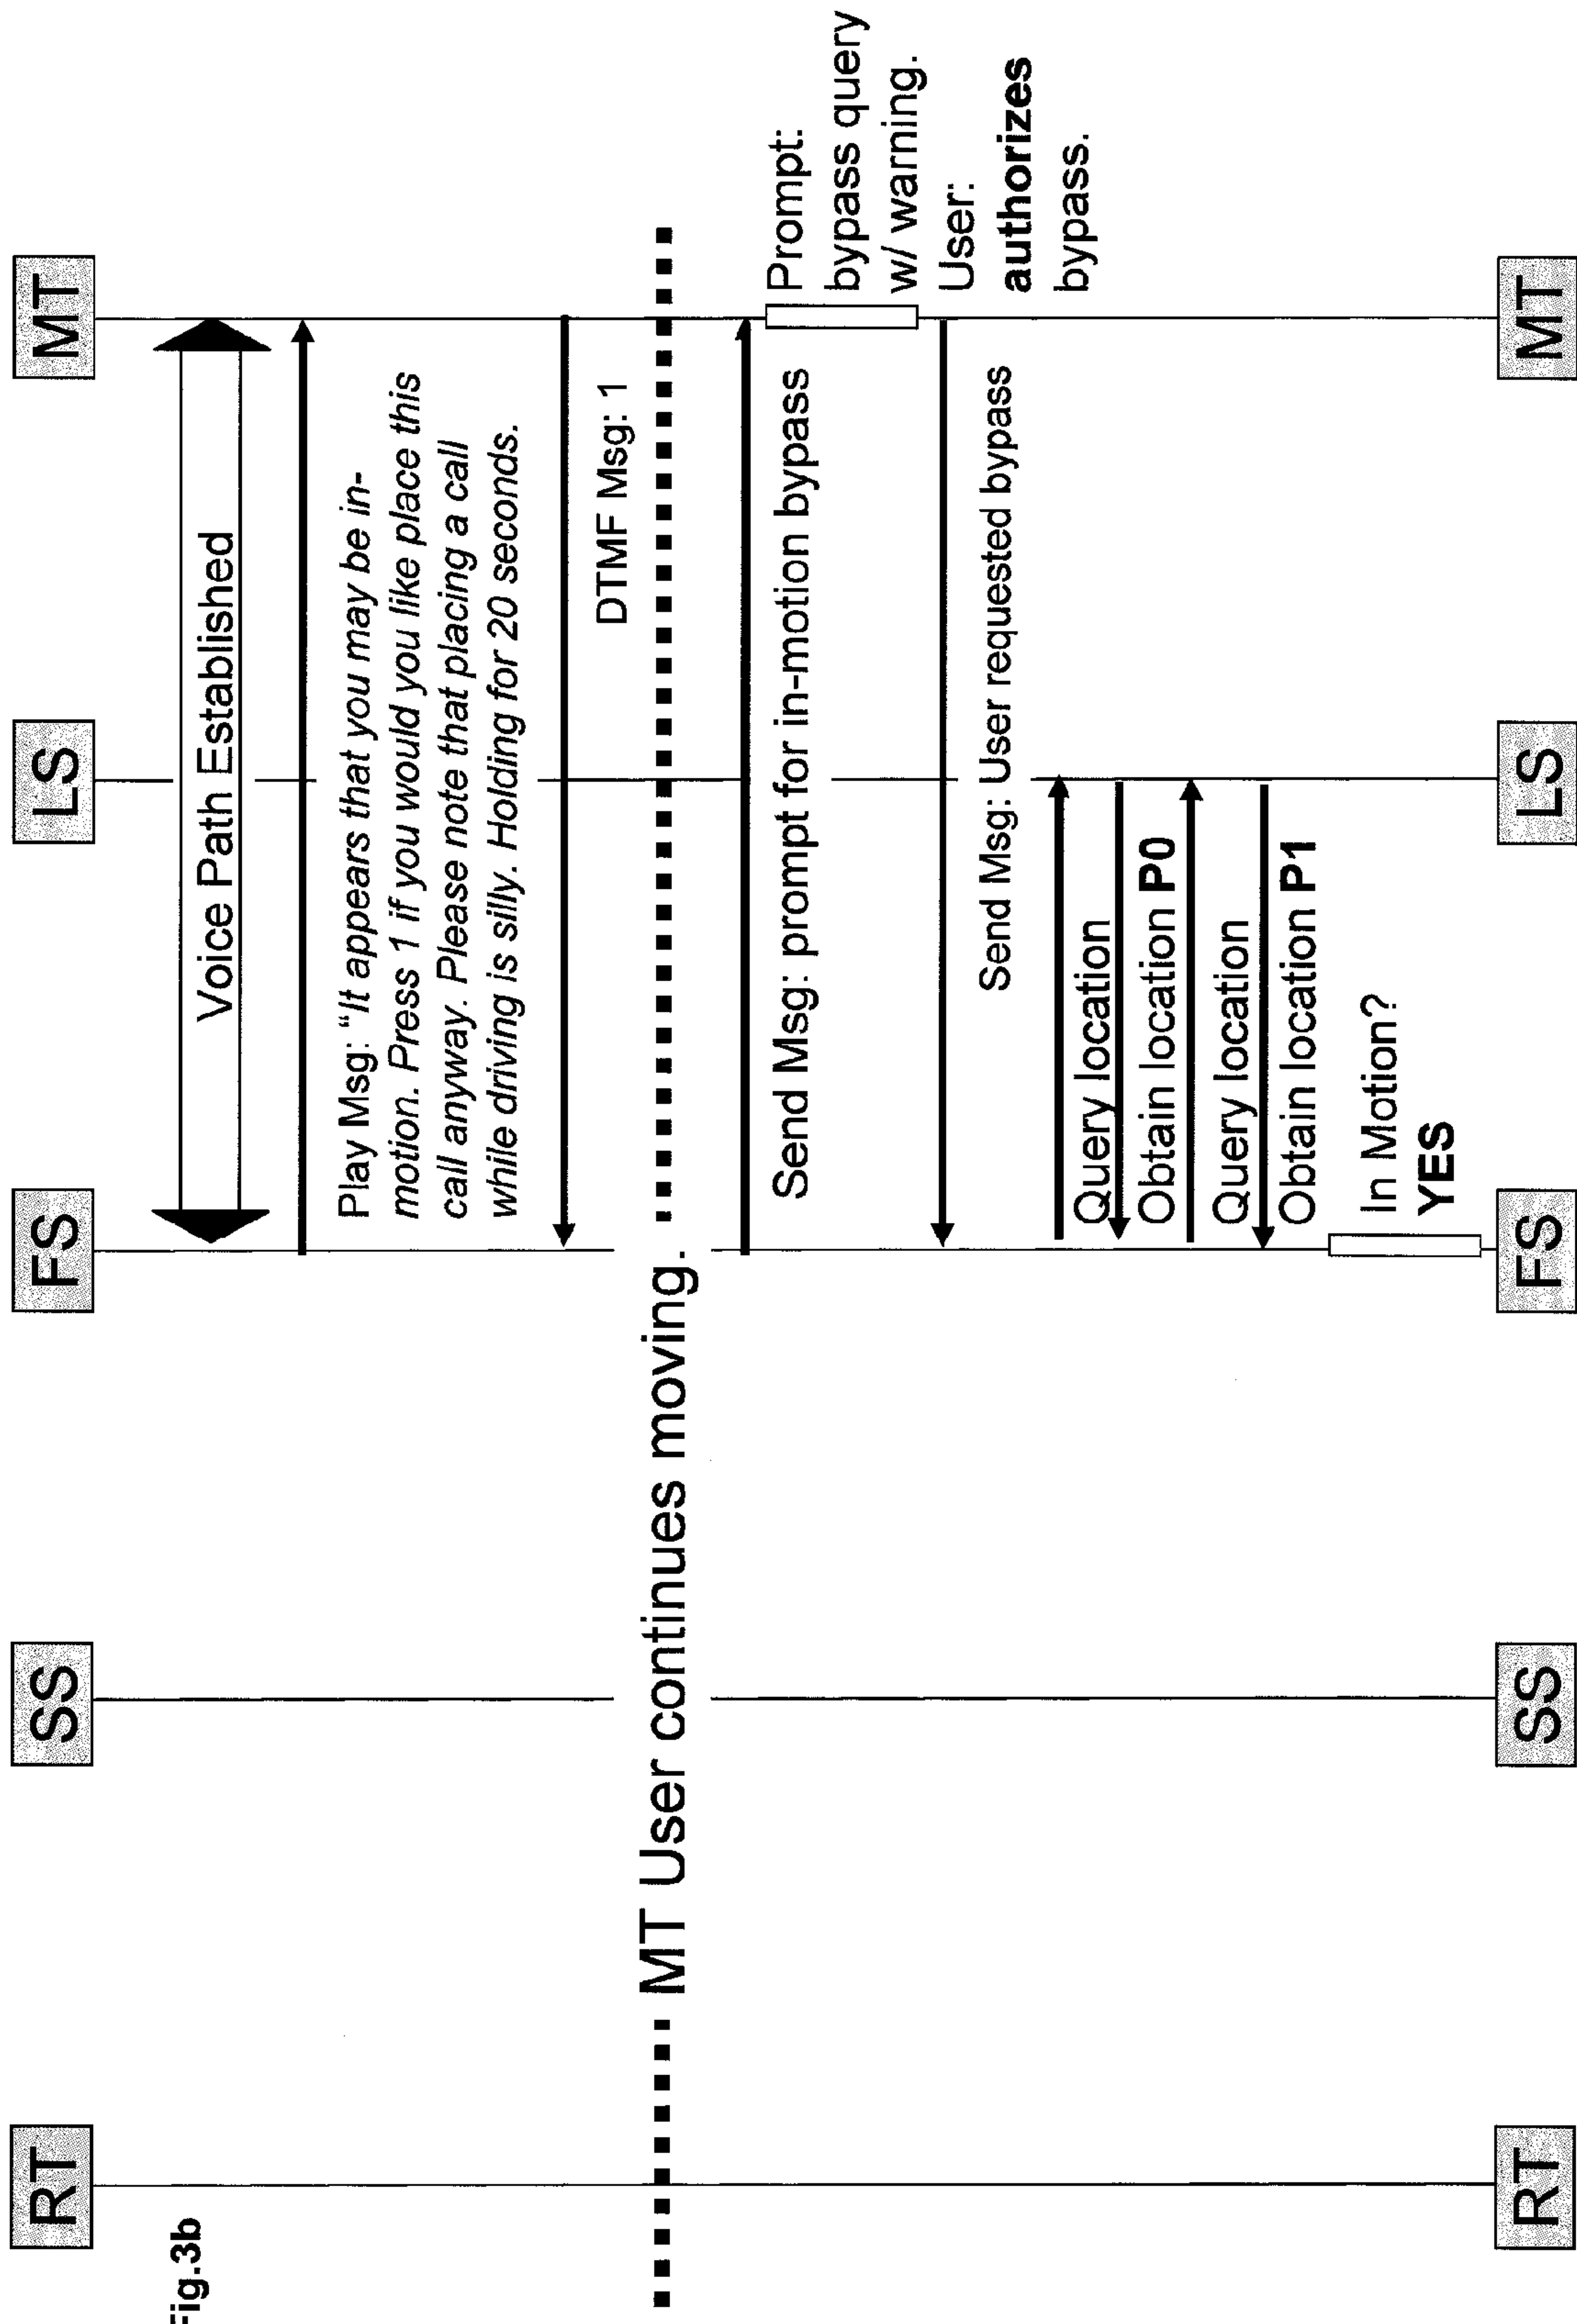 Fig.3b
RT
SS
FS
LS
MT
Voice Path Established
Play Msg: "It appears that you may be in-
motion. Press 1 if you would you like place this
call anyway. Please note that placing a call
while driving is silly. Holding for 20 seconds.
DTMF Msg: 1
MT User continues moving.
Send Msg: prompt for in-motion bypass
Prompt:
bypass query
w/ warning.
User:
authorizes
bypass.
Send Msg: User requested bypass
Query location
Obtain location P0
Query location
Obtain location P1
In Motion?
YES
RT
SS
FS
LS
MT